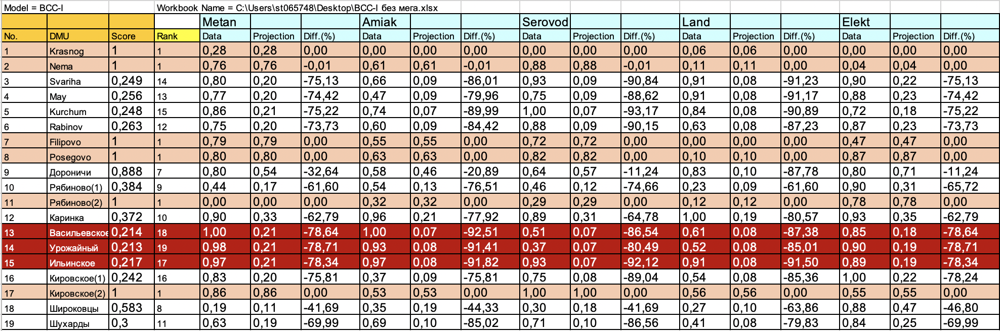 Model = BCC-I Workbook Name = C:\Users\st065748\Desktop\BCC-I без мега.xlsx
Metan Amiak Serovod Land Elekt
No. DMU Score Rank Data Projection Diff.(%) Data Projection Diff.(%) Data Projection Diff.(%) Data Projection Diff.(%) Data Projection Diff.(%)
1 Krasnog 1 1 0,28 0,28 0,00 0,00 0,00 0,00 0,00 0,00 0,00 0,06 0,06 0,00 0,00 0,00 0,00
2 Nema 1 1 0,76 0,76 -0,01 0,61 0,61 -0,01 0,88 0,88 -0,01 0,11 0,11 0,00 0,04 0,04 0,00
3 Svariha 0,249 14 0,80 0,20 -75,13 0,66 0,09 -86,01 0,93 0,09 -90,84 0,91 0,08 -91,23 0,90 0,22 -75,13
4 May 0,256 13 0,77 0,20 -74,42 0,47 0,09 -79,96 0,75 0,09 -88,62 0,91 0,08 -91,17 0,88 0,23 -74,42
5 Kurchum 0,248 15 0,86 0,21 -75,22 0,74 0,07 -89,99 1,00 0,07 -93,17 0,84 0,08 -90,89 0,72 0,18 -75,22
6 Rabinov 0,263 12 0,75 0,20 -73,73 0,60 0,09 -84,42 0,88 0,09 -90,15 0,63 0,08 -87,23 0,87 0,23 -73,73
7 Filipovo 1 1 0,79 0,79 0,00 0,55 0,55 0,00 0,72 0,72 0,00 0,00 0,00 0,00 0,47 0,47 0,00
8 Posegovo 1 1 0,80 0,80 0,00 0,63 0,63 0,00 0,82 0,82 0,00 0,10 0,10 0,00 0,87 0,87 0,00
9 Дороничи 0,888 7 0,80 0,54 -32,64 0,58 0,46 -20,89 0,64 0,57 -11,24 0,83 0,10 -87,78 0,80 0,71 -11,24
10 Рябиново(1) 0,384 9 0,44 0,17 -61,60 0,54 0,13 -76,51 0,46 0,12 -74,66 0,23 0,09 -61,60 0,90 0,31 -65,72
11 Рябиново(2) 1 1 0,00 0,00 0,00 0,32 0,32 0,00 0,29 0,29 0,00 0,12 0,12 0,00 0,78 0,78 0,00
12 Каринка 0,372 10 0,90 0,33 -62,79 0,96 0,21 -77,92 0,89 0,31 -64,78 1,00 0,19 -80,57 0,93 0,35 -62,79
13 Васильевское 0,214 18 1,00 0,21 -78,64 1,00 0,07 -92,51 0,51 0,07 -86,54 0,61 0,08 -87,38 0,85 0,18 -78,64
14 Урожайный 0,213 19 0,98 0,21 -78,71 0,93 0,08 -91,41 0,37 0,07 -80,49 0,52 0,08 -85,01 0,90 0,19 -78,71
15 Ильинское 0,217 17 0,97 0,21 -78,34 0,97 0,08 -91,82 0,93 0,07 -92,12 0,91 0,08 -91,50 0,89 0,19 -78,34
16 Кировское(1) 0,242 16 0,83 0,20 -75,81 0,37 0,09 -75,81 0,75 0,08 -89,04 0,54 0,08 -85,36 1,00 0,22 -78,24
17 Кировское(2) 1 1 0,86 0,86 0,00 0,53 0,53 0,00 1,00 1,00 0,00 0,56 0,56 0,00 0,55 0,55 0,00
18 Широковцы 0,583 8 0,19 0,11 -41,69 0,35 0,19 -44,33 0,30 0,18 -41,69 0,27 0,10 -63,86 0,88 0,47 -46,80
19 Шухарды 0,3 11 0,63 0,19 -69,99 0,69 0,10 -85,02 0,71 0,10 -86,56 0,41 0,08 -79,83 0,84 0,25 -69,99